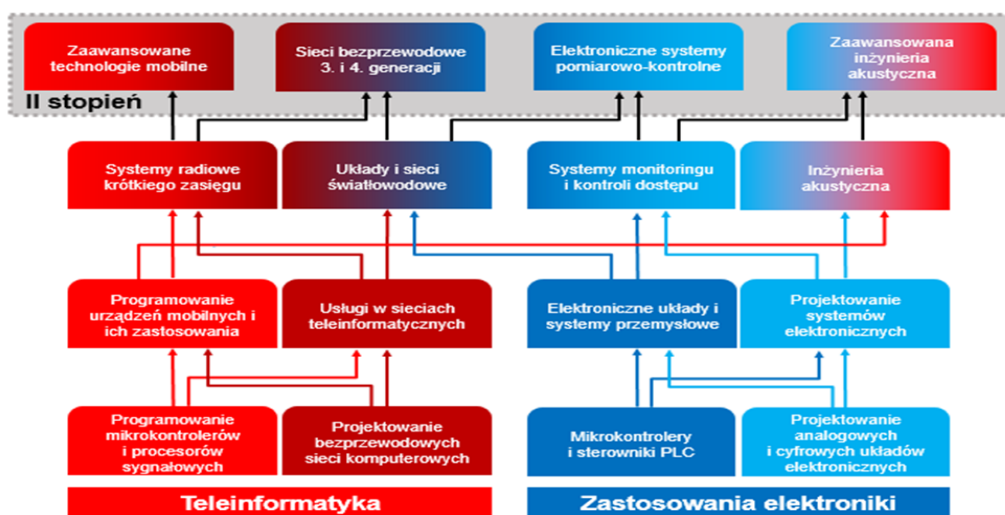 Zaawansowane
technologie mobilne
Sieci bezprzewodowe
3. i 4. generacji
Elektroniczne systemy
pomiarowo-kontrolne
Zaawansowana
inżynieria
akustyczna
II stopień
Systemy radiowe
krótkiego zasięgu
Układy i sieci
światłowodowe
Systemy monitoringu
i kontroli dostępu
Inżynieria
akustyczna
Programowanie
urządzeń mobilnych i
ich zastosowania
Usługi w sieciach
teleinformatycznych
Elektroniczne układy i
systemy przemysłowe
Projektowanie
systemów
elektronicznych
Programowanie
mikrokontrolerów
i procesorów
sygnałowych
Projektowanie
bezprzewodowych
sieci komputerowych
Mikrokontrolery
i sterowniki PLC
Projektowanie
analogowych
i cyfrowych układów
elektronicznych
Teleinformatyka
Zastosowania elektroniki